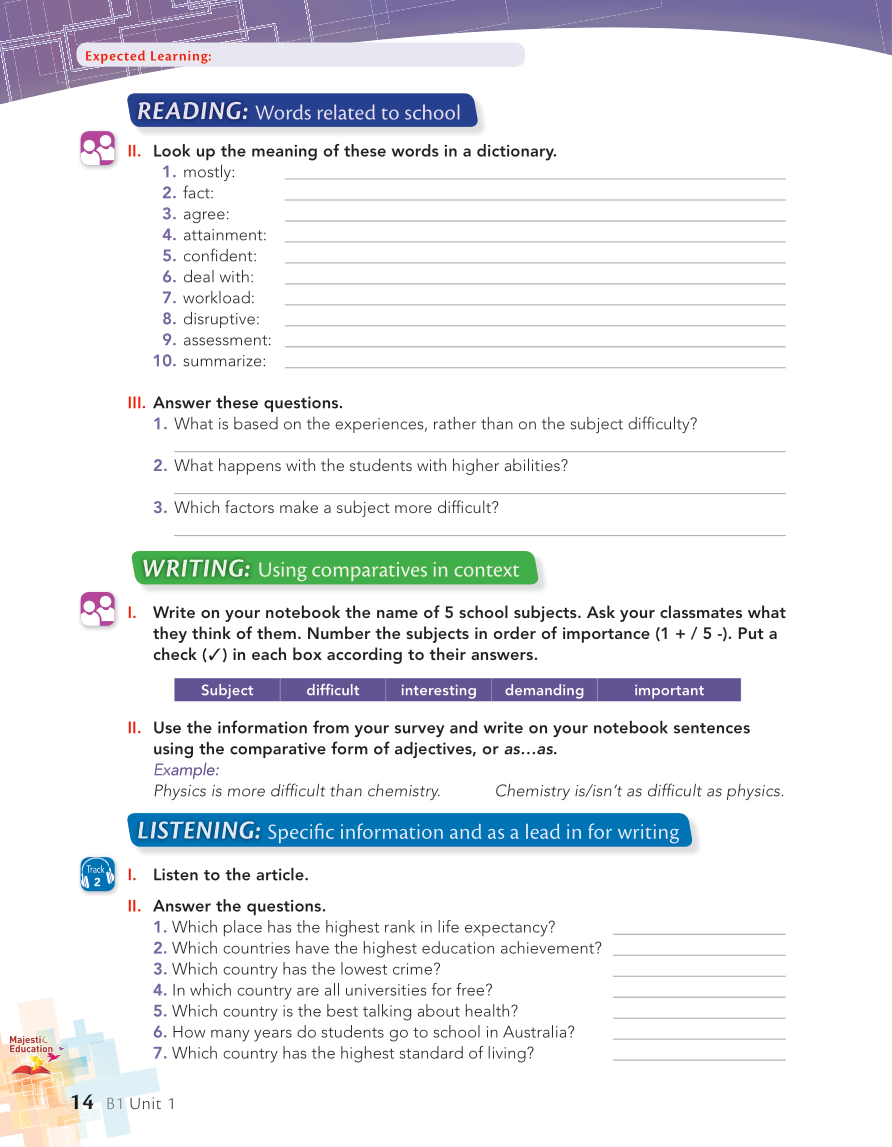 Expected Learning:
READING: Words related to school
II. Look up the meaning of these words in a dictionary.
1. mostly:
2. fact:
3. agree:
4. attainment:
5. confident:
6. deal with:
7. workload:
8. disruptive:
9. assessment:
10. summarize:
III. Answer these questions.
1. What is based on the experiences, rather than on the subject difficulty?
2. What happens with the students with higher abilities?
3. Which factors make a subject more difficult?
WRITING: Using comparatives in context
I. Write on your notebook the name of 5 school subjects. Ask your classmates what
they think of them. Number the subjects in order of importance (1 + / 5 -). Put a
check (✓) in each box according to their answers.
Subject difficult interesting demanding important
II. Use the information from your survey and write on your notebook sentences
using the comparative form of adjectives, or as…as.
Example:
Physics is more difficult than chemistry. Chemistry is/isn't as difficult as physics.
LISTENING: Specific information and as a lead in for writing
Track
2
I. Listen to the article.
II. Answer the questions.
1. Which place has the highest rank in life expectancy?
2. Which countries have the highest education achievement?
3. Which country has the lowest crime?
4. In which country are all universities for free?
5. Which country is the best talking about health?
6. How many years do students go to school in Australia?
7. Which country has the highest standard of living?
Majestic
Education
14 B1 Unit 1